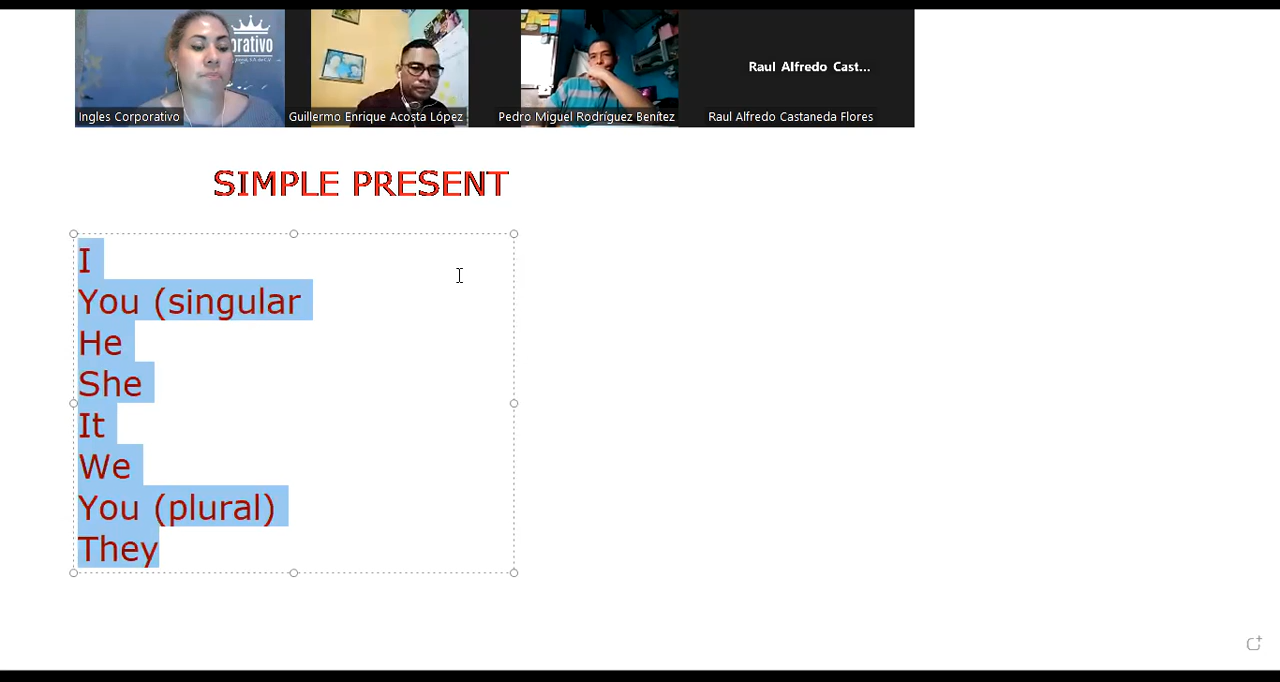 orativo
Ingles Corporativo
Guillermo Enrique Acosta López
Pedro Miguel Rodríguez Benítez
Raul Alfredo Cast...
Raul Alfredo Castaneda Flores
SIMPLE PRESENT
I
You (singular
He
She
It
We
You (plural)
They